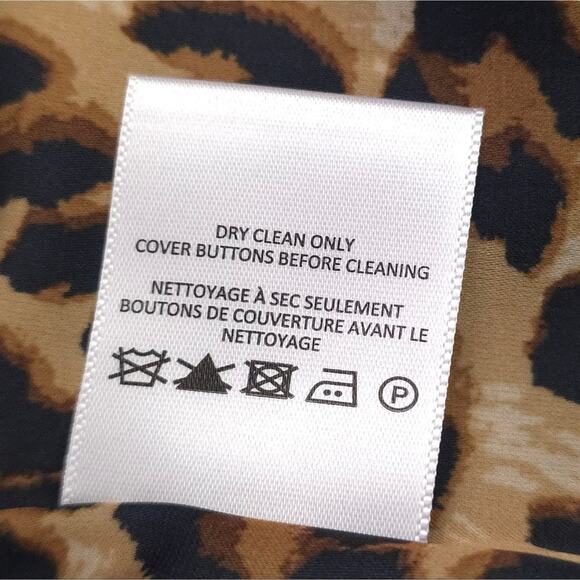 DRY CLEAN ONLY
COVER BUTTONS BEFORE CLEANING
NETTOYAGE À SEC SEULEMENT
BOUTONS DE COUVERTURE AVANT LE
NETTOYAGE
P